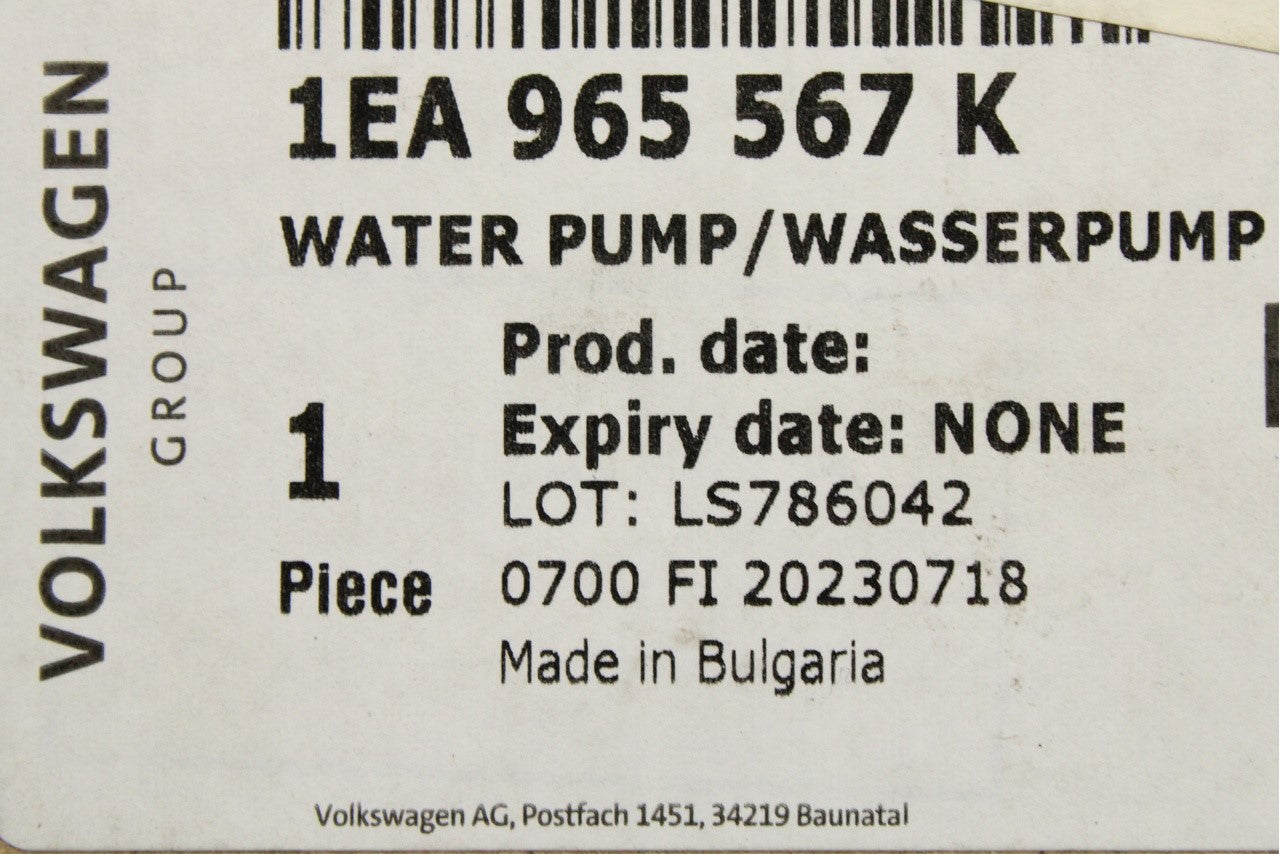 VOLKSWAGEN
GROUP
1EA 965 567 K
WATER PUMP/WASSERPUMP
Prod. date:
1
Expiry date: NONE
LOT: LS786042
Piece
0700 FI 20230718
Made in Bulgaria
Volkswagen AG, Postfach 1451, 34219 Baunatal